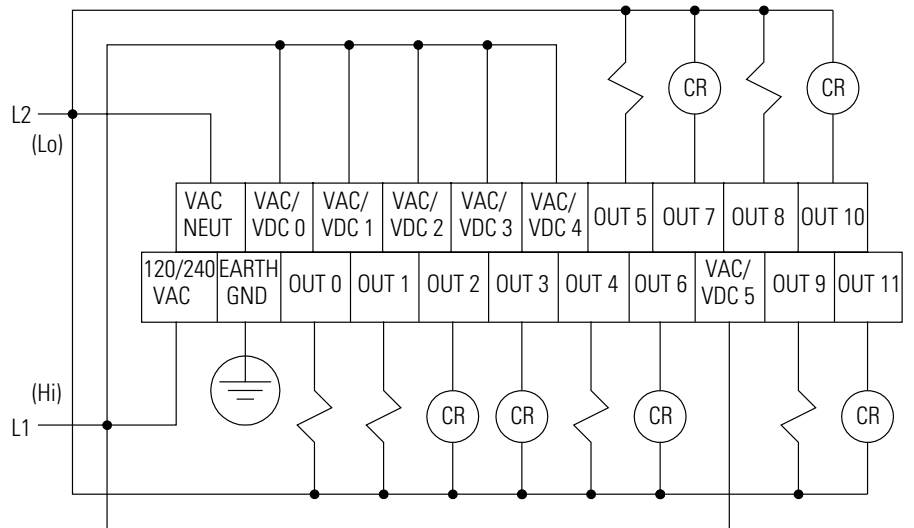 CR
CR
L2
(Lo)
VAC NEUT
VAC/ VDC 0
VAC/ VDC 1
VAC/ VDC 2
VAC/ VDC 3
VAC/ VDC 4
OUT 5
OUT 7
OUT 8
OUT 10
120/240 VAC
EARTH GND
OUT 0
OUT 1
OUT 2
OUT 3
OUT 4
OUT 6
VAC/ VDC 5
OUT 9
OUT 11
(Hi)
L1
CR
CR
CR
CR